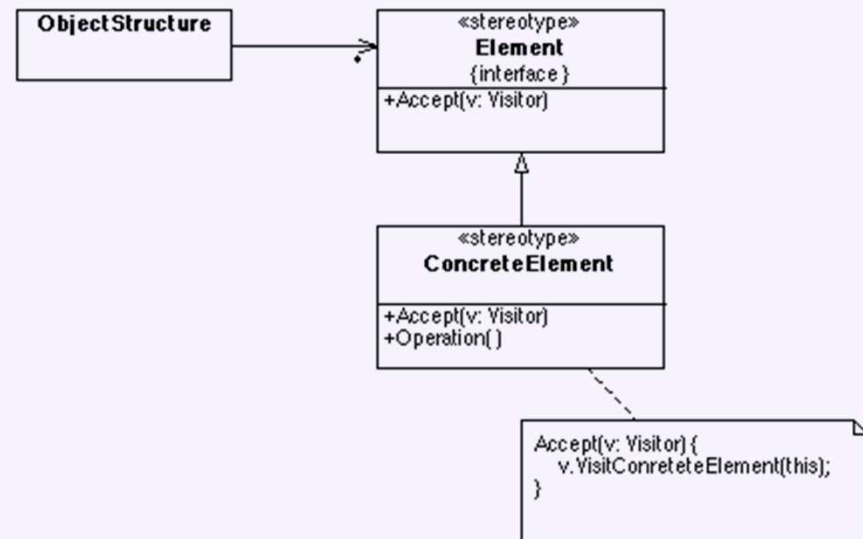 ObjectStructure
«stereotype»
Element
{interface}
+Accept(v: Visitor)
«stereotype»
ConcreteElement
+Accept(v: Visitor)
+Operation()
Accept(v: Visitor) {
v.VisitConreteteElement(this);
}